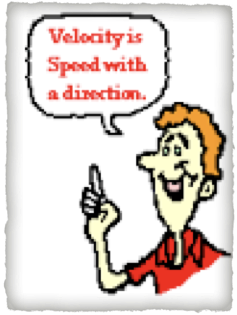 Velocity is
Speed with
a direction.